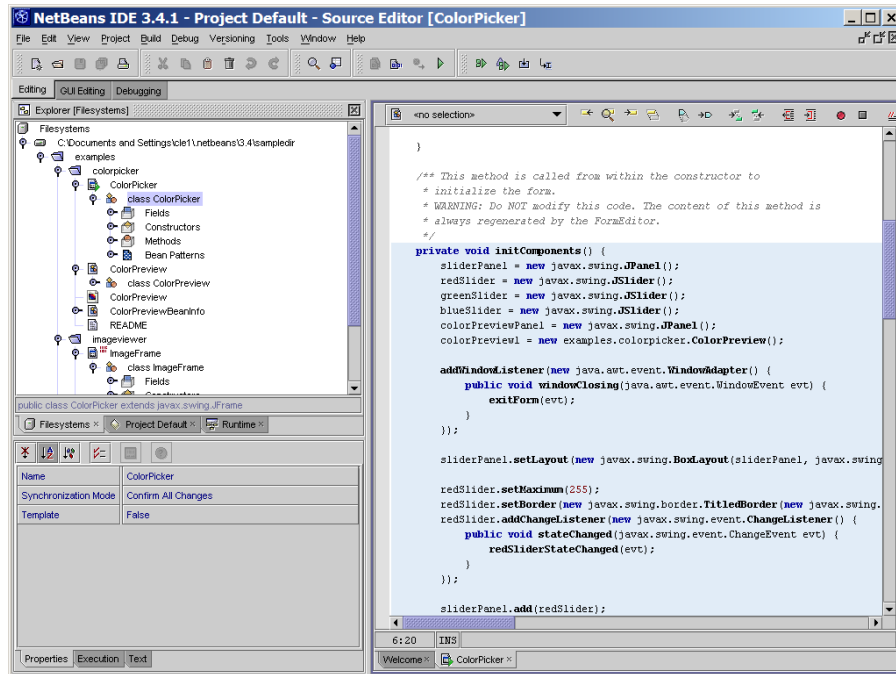 NetBeans IDE 3.4.1 - Project Default - Source Editor [ColorPicker]
File Edit View Project Build Debug Versioning Tools Window Help
Editing GUI Editing Debugging
Explorer [Filesystems]
Filesystems
C:\Documents and Settings\cle1\.netbeans\3.4\sampledir
examples
colorpicker
ColorPicker
class ColorPicker
Fields
Constructors
Methods
Bean Patterns
ColorPreview
class ColorPreview
ColorPreview
ColorPreviewBeanInfo
README
imageviewer
ImageFrame
class ImageFrame
Fields
Constructors
public class ColorPicker extends javax.swing.JFrame
Filesystems Project Default Runtime
Name ColorPicker
Synchronization Mode Confirm All Changes
Template False
Properties Execution Text
<no selection>
}
/** This method is called from within the constructor to
* initialize the form.
* WARNING: Do NOT modify this code. The content of this method is
* always regenerated by the FormEditor.
*/
private void initComponents() {
sliderPanel = new javax.swing.JPanel();
redSlider = new javax.swing.JSlider();
greenSlider = new javax.swing.JSlider();
blueSlider = new javax.swing.JSlider();
colorPreviewPanel = new javax.swing.JPanel();
colorPreview1 = new examples.colorpicker.ColorPreview();
addWindowListener(new java.awt.event.WindowAdapter() {
public void windowClosing(java.awt.event.WindowEvent evt) {
exitForm(evt);
}
});
sliderPanel.setLayout(new javax.swing.BoxLayout(sliderPanel, javax.swing
redSlider.setMaximum(255);
redSlider.setBorder(new javax.swing.border.TitledBorder(new javax.swing.
redSlider.addChangeListener(new javax.swing.event.ChangeListener() {
public void stateChanged(javax.swing.event.ChangeEvent evt) {
redSliderStateChanged(evt);
}
});
sliderPanel.add(redSlider);
6:20 INS
Welcome ColorPicker